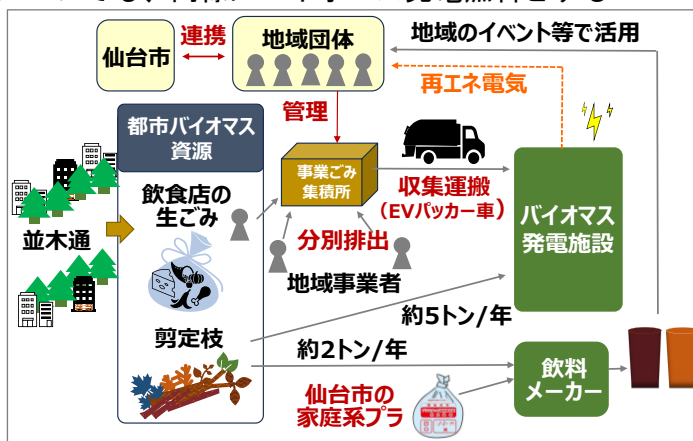 地域のイベント等で活用
連携
仙台市
地域団体
再エネ電気
管理
都市バイオマス
資源
事業ごみ
集積所
収集運搬
（EVパッカー車）
飲食店の
生ごみ
並木通
分別排出
地域事業者
バイオマス
発電施設
剪定枝
約5トン/年
約2トン/年
飲料
メーカー
仙台市の
家庭系プラ